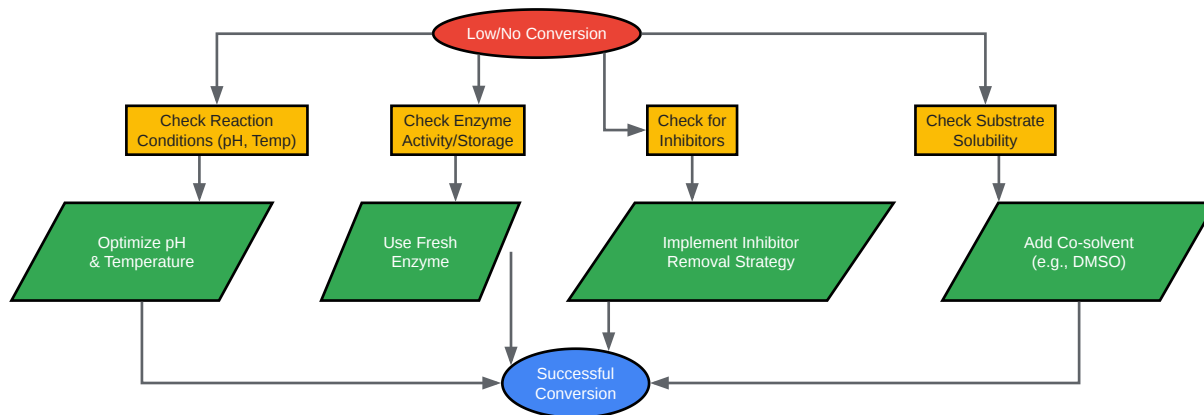 Low/No Conversion
Check Reaction
Conditions (pH, Temp)
Check Enzyme
Activity/Storage
Check for
Inhibitors
Check Substrate
Solubility
Optimize pH
& Temperature
Use Fresh
Enzyme
Implement Inhibitor
Removal Strategy
Add Co-solvent
(e.g., DMSO)
Successful
Conversion